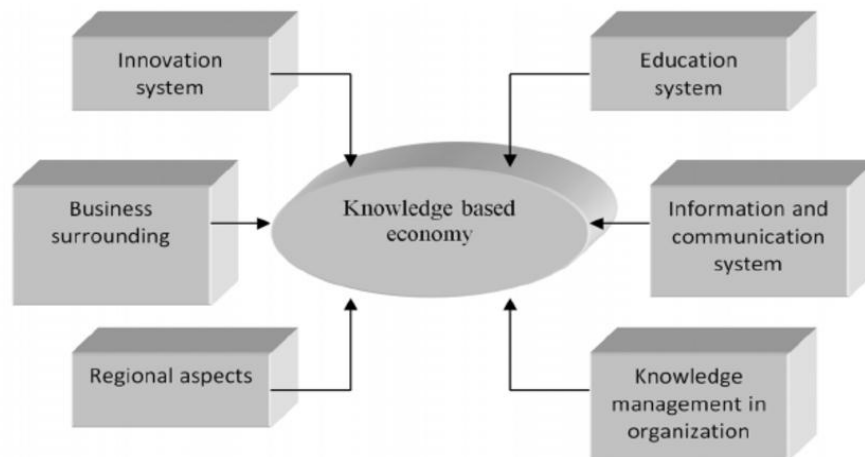 Innovation
system
Education
system
Business
surrounding
Knowledge based
economy
Information and
communication
system
Regional aspects
Knowledge
management in
organization